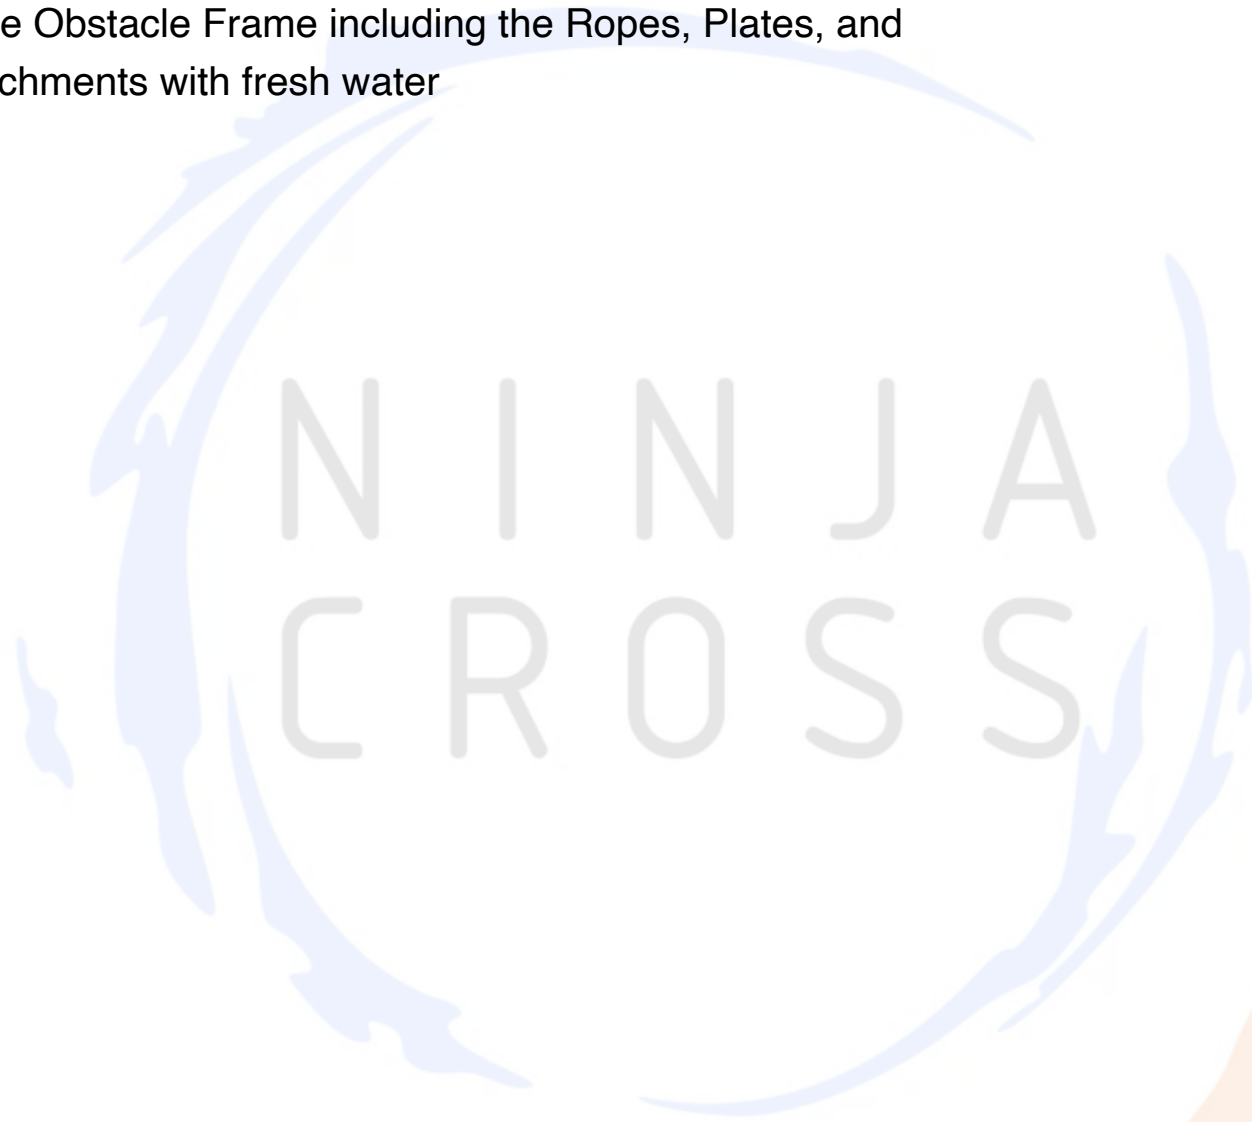 e Obstacle Frame including the Ropes, Plates, and
chments with fresh water
NINJA
CROSS